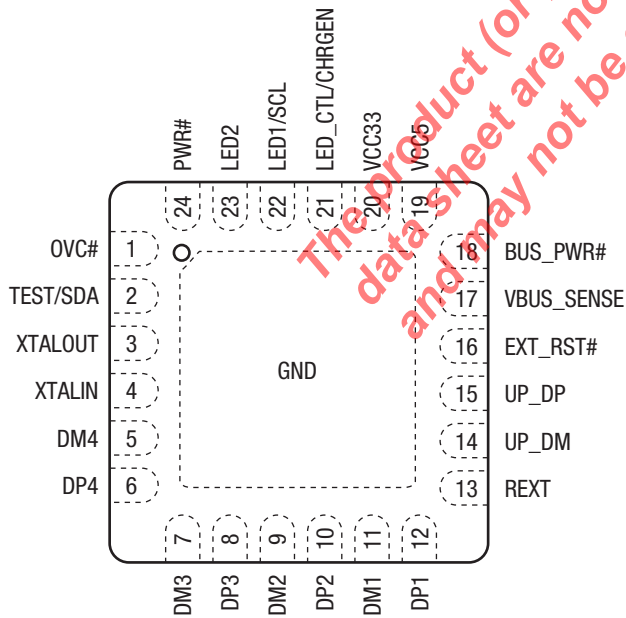 The product (or
data sheet are no
and may not be
PWR#
LED2
LED1/SCL
LED_CTL/CHRGEN
VCC33
VCC5
24
23
22
21
20
19
OVC# 1
TEST/SDA 2
XTALOUT 3
XTALIN 4
DM4 5
DP4 6
GND
18 BUS_PWR#
17 VBUS_SENSE
16 EXT_RST#
15 UP_DP
14 UP_DM
13 REXT
7
8
9
10
11
12
DM3
DP3
DM2
DP2
DM1
DP1